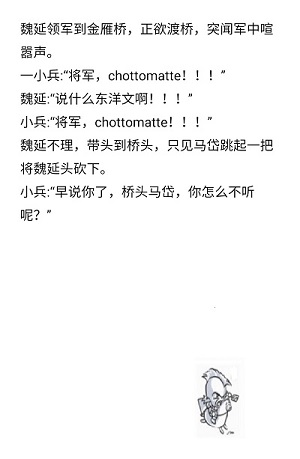 魏延领军到金雁桥，正欲渡桥，突闻军中喧
嚣声。
一小兵:“将军，chottomatte！！！”
魏延:“说什么东洋文啊！！！”
小兵:“将军，chottomatte！！！”
魏延不理，带头到桥头，只见马岱跳起一把
将魏延头砍下。
小兵:“早说你了，桥头马岱，你怎么不听
呢？”